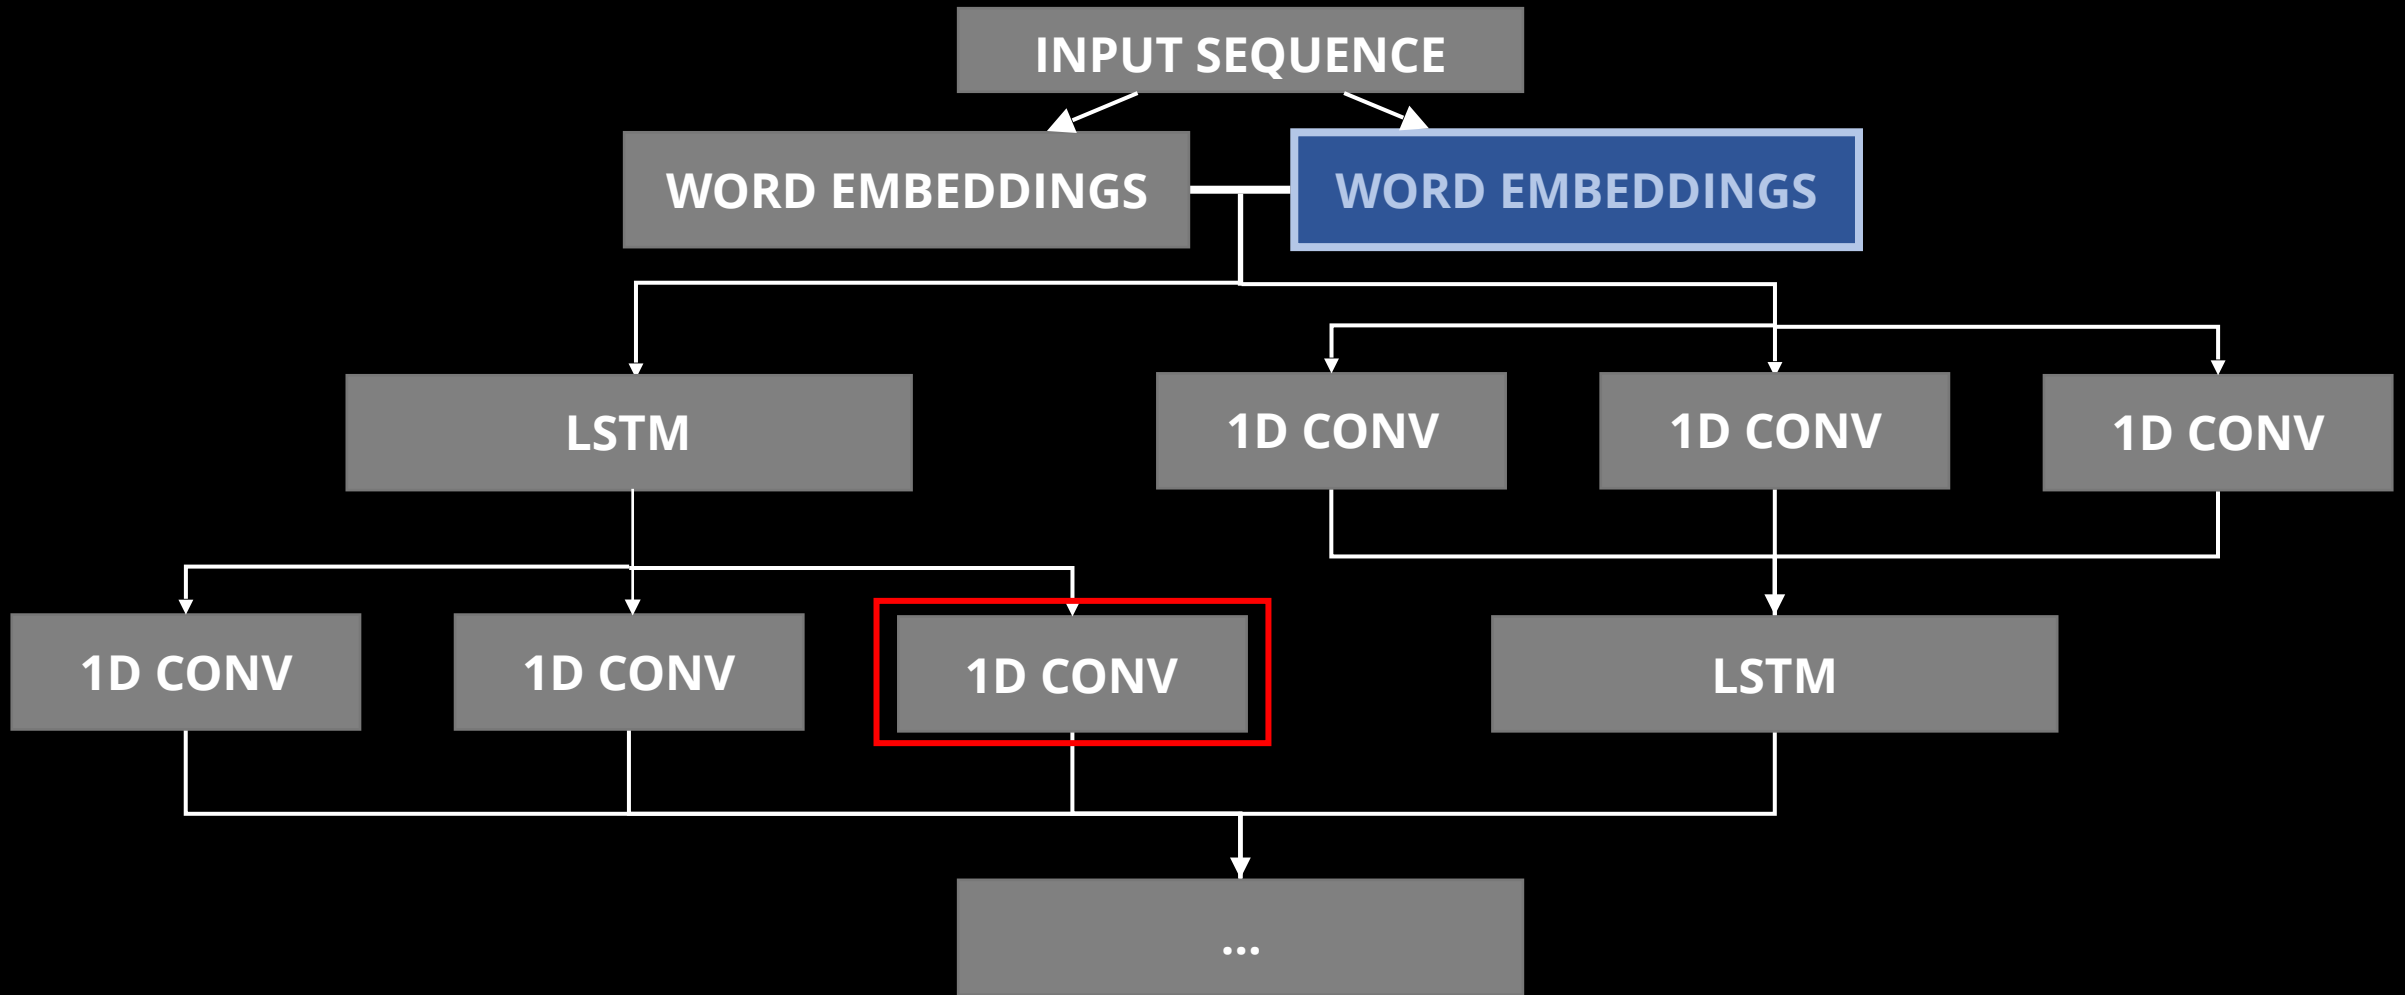 INPUT SEQUENCE
WORD EMBEDDINGS
WORD EMBEDDINGS
LSTM
1D CONV
1D CONV
1D CONV
1D CONV
1D CONV
1D CONV
LSTM
...